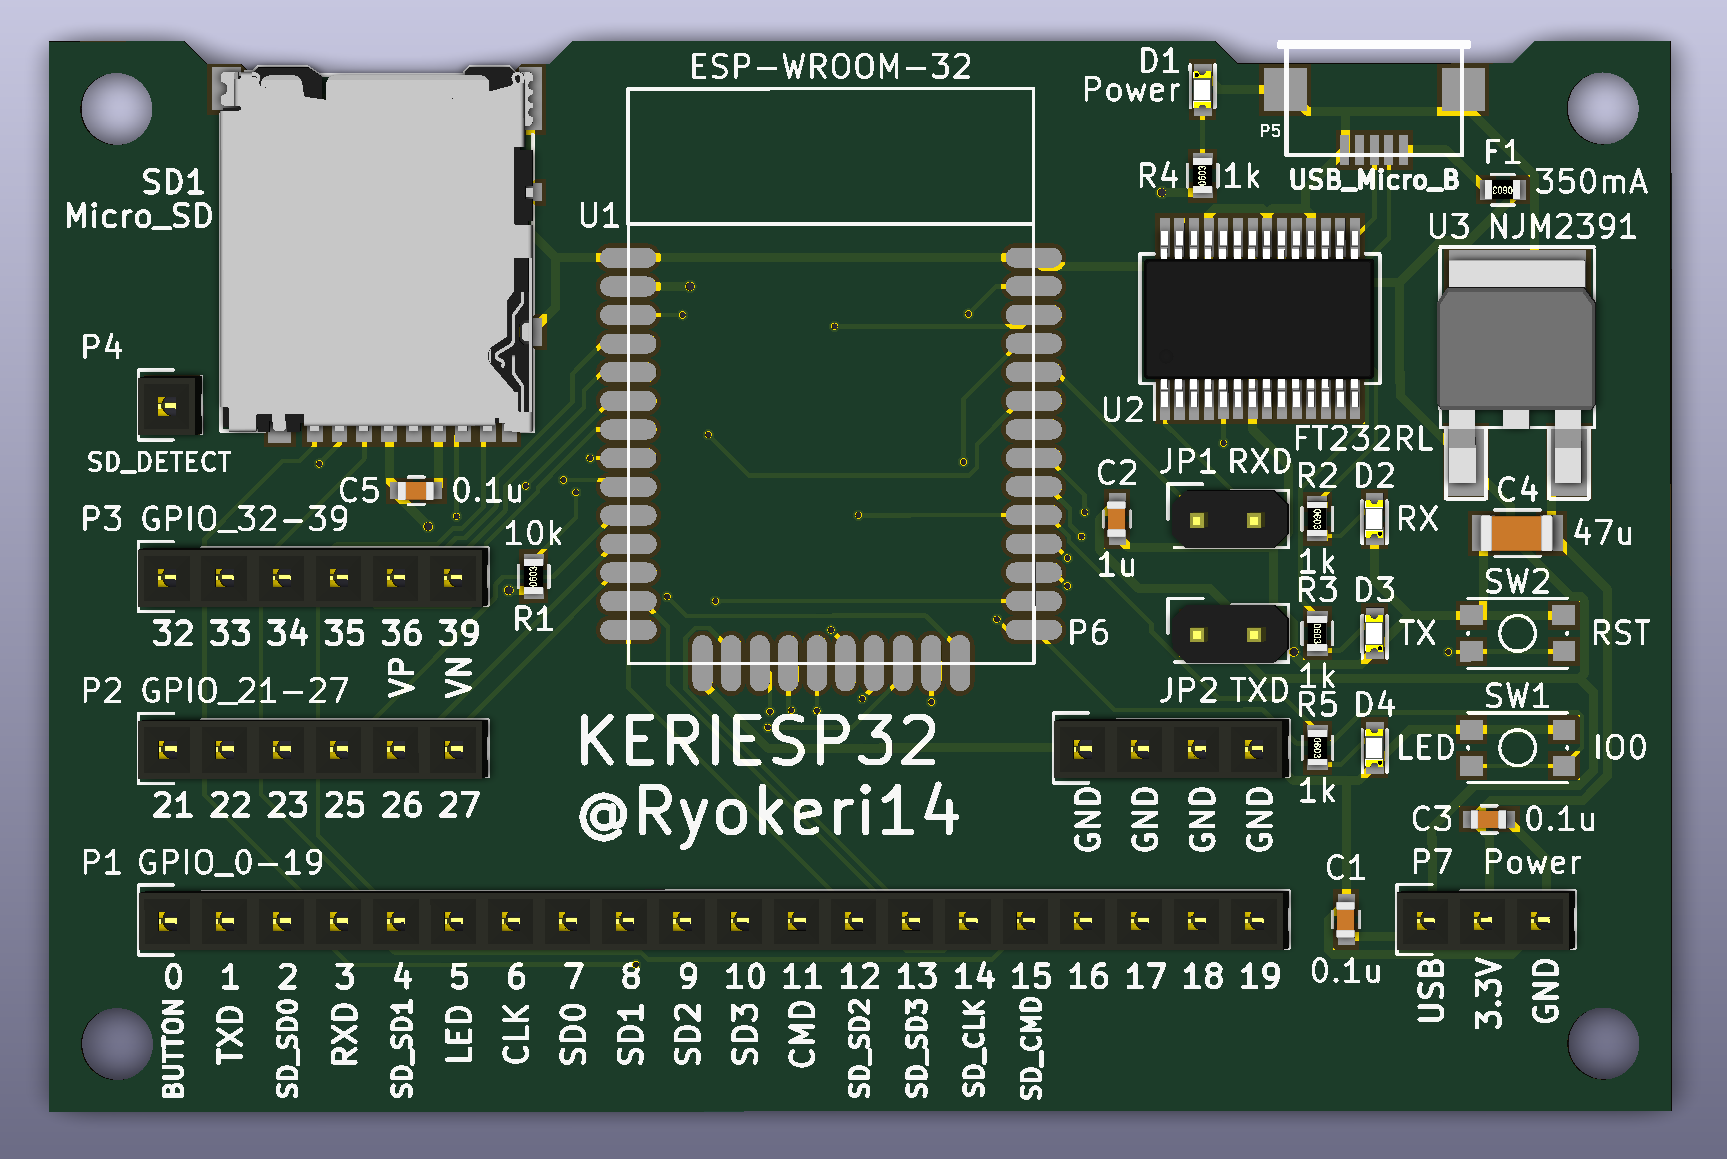 ESP-WROOM-32
D1
Power
P5
USB_Micro_B
F1
350mA
R4 1k
SD1
Micro_SD
U1
U3 NJM2391
P4
SD_DETECT
U2
FT232RL
C5 0.1u
C2
1u
JP1 RXD
R2 D2
RX
1k
C4
47u
P3 GPIO_32-39
10k
R1
32 33 34 35 36 39
VP VN
P6
R3 D3
TX
1k
SW2
RST
JP2 TXD
P2 GPIO_21-27
21 22 23 25 26 27
KERIESP32
@Ryokeri14
R5 D4
LED
1k
SW1
IO0
GND GND GND GND
C3 0.1u
P1 GPIO_0-19
C1
0.1u
P7 Power
USB 3.3V GND
0 1 2 3 4 5 6 7 8 9 10 11 12 13 14 15 16 17 18 19
BUTTON TXD SD_SD0 RXD SD_SD1 LED CLK SD0 SD1 SD2 SD3 CMD SD_SD2 SD_SD3 SD_CLK SD_CMD
0603
0603
0603
0603
0603
0603